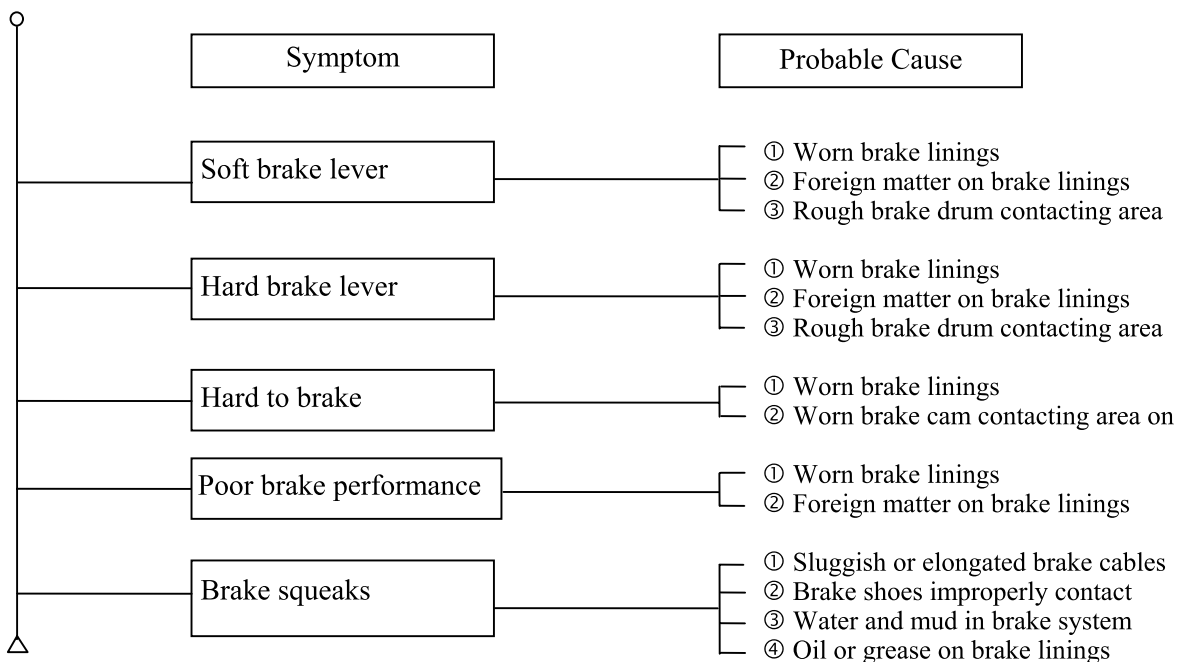 Symptom
Probable Cause
Soft brake lever
① Worn brake linings
② Foreign matter on brake linings
③ Rough brake drum contacting area
Hard brake lever
① Worn brake linings
② Foreign matter on brake linings
③ Rough brake drum contacting area
Hard to brake
① Worn brake linings
② Worn brake cam contacting area on
Poor brake performance
① Worn brake linings
② Foreign matter on brake linings
Brake squeaks
① Sluggish or elongated brake cables
② Brake shoes improperly contact
③ Water and mud in brake system
④ Oil or grease on brake linings